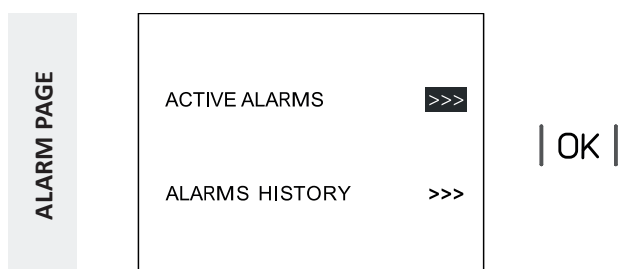 ALARM PAGE
ACTIVE ALARMS >>>
ALARMS HISTORY >>>
| OK |